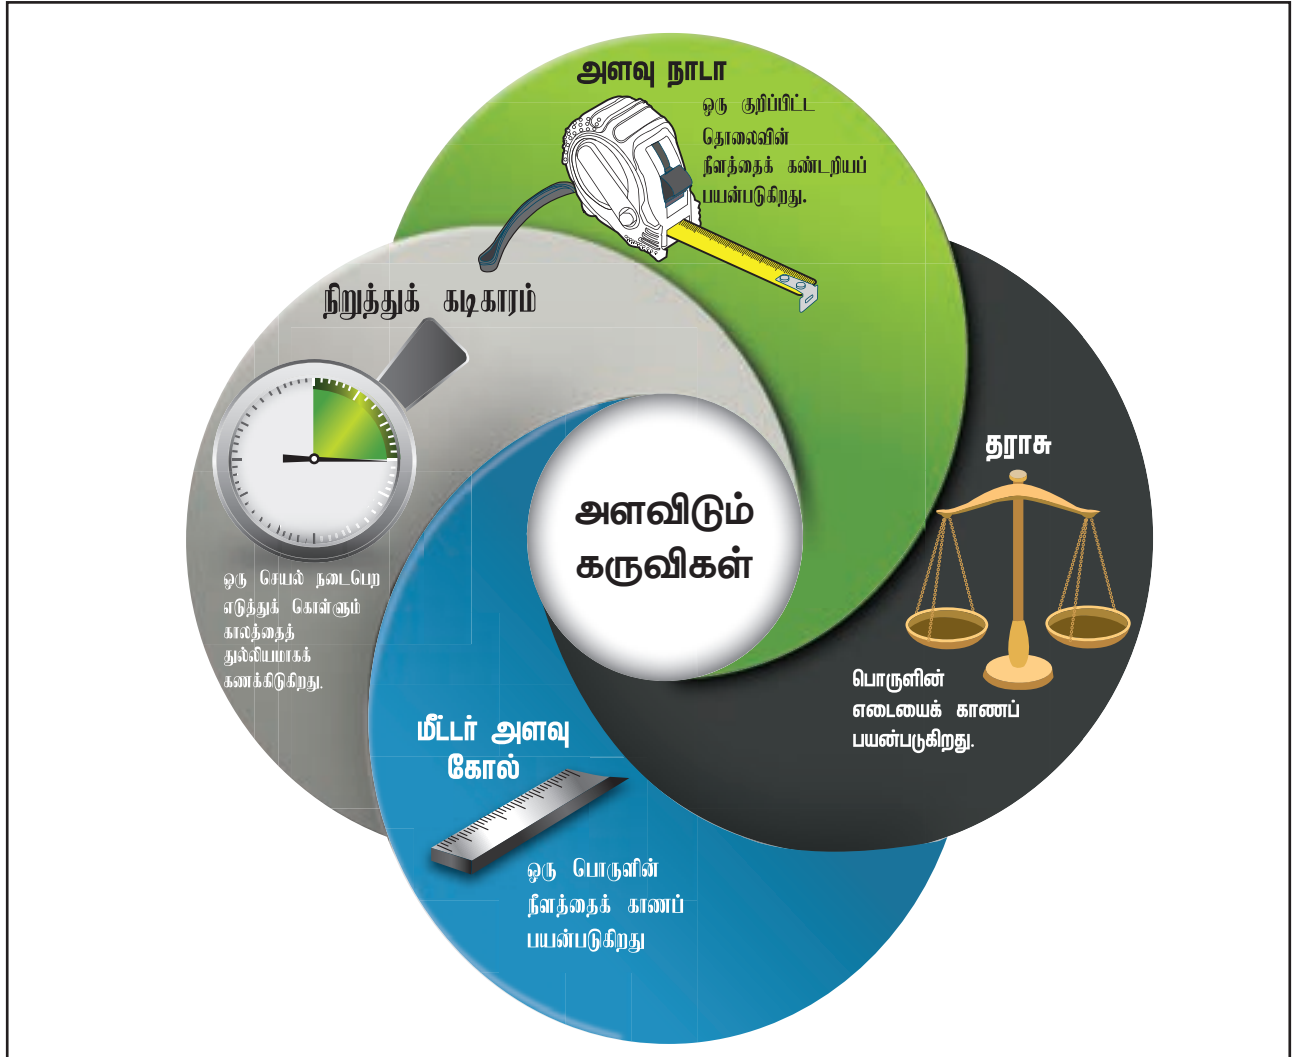 அளவு நாடா
ஒரு குறிப்பிட்ட
தொலைவின்
நீளத்தைக் கண்டறியப்
பயன்படுகிறது.
நிறுத்துக் கடிகாரம்
ஒரு செயல் நடைபெற
எடுத்துக் கொள்ளும்
காலத்தைத்
துல்லியமாகக்
கணக்கிடுகிறது.
அளவிடும்
கருவிகள்
தராசு
பொருளின்
எடையைக் காணப்
பயன்படுகிறது.
மீட்டர் அளவு
கோல்
ஒரு பொருளின்
நீளத்தைக் காணப்
பயன்படுகிறது